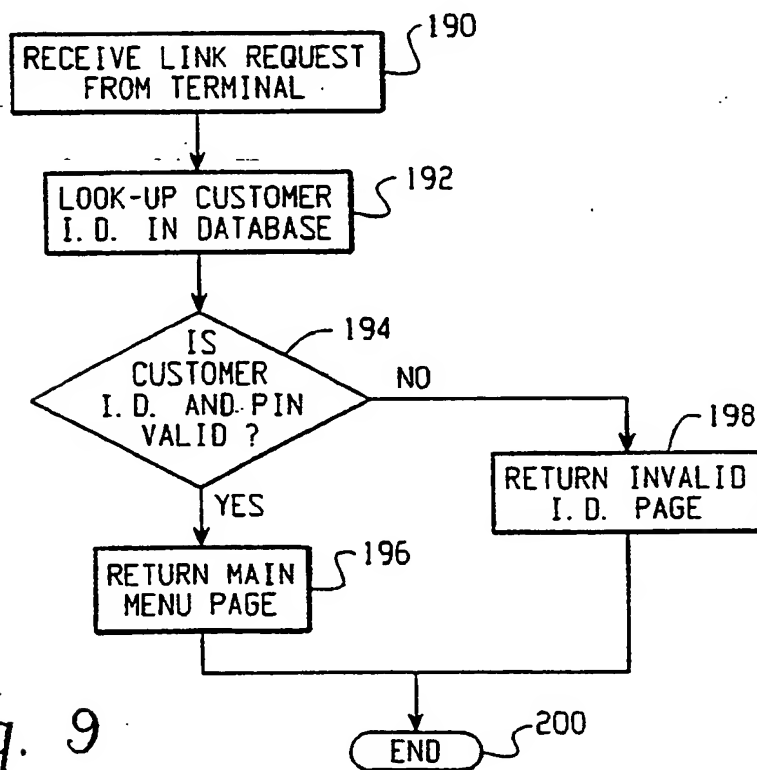 190
RECEIVE LINK REQUEST
FROM TERMINAL
192
LOOK-UP CUSTOMER
I.D. IN DATABASE
194
IS
CUSTOMER
I.D. AND PIN
VALID ?
NO
198
RETURN INVALID
I.D. PAGE
YES
196
RETURN MAIN
MENU PAGE
200
END
9